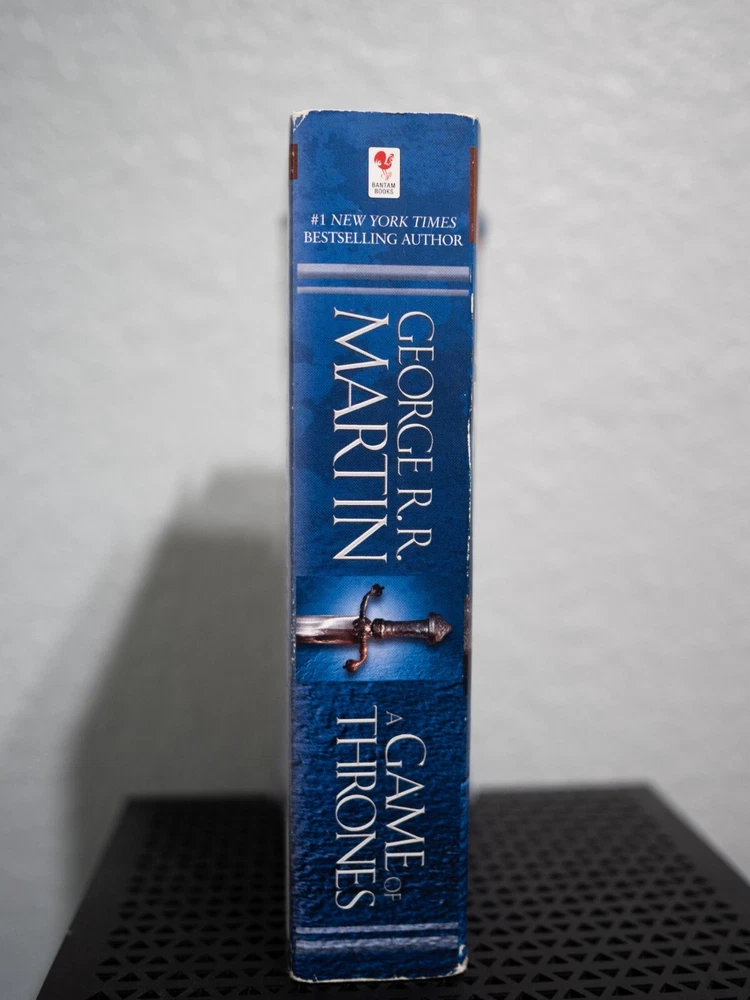 BANTAM
BOOKS
#1 NEW YORK TIMES
BESTSELLING AUTHOR
GEORGE R. R.
MARTIN
A GAME OF
THRONES